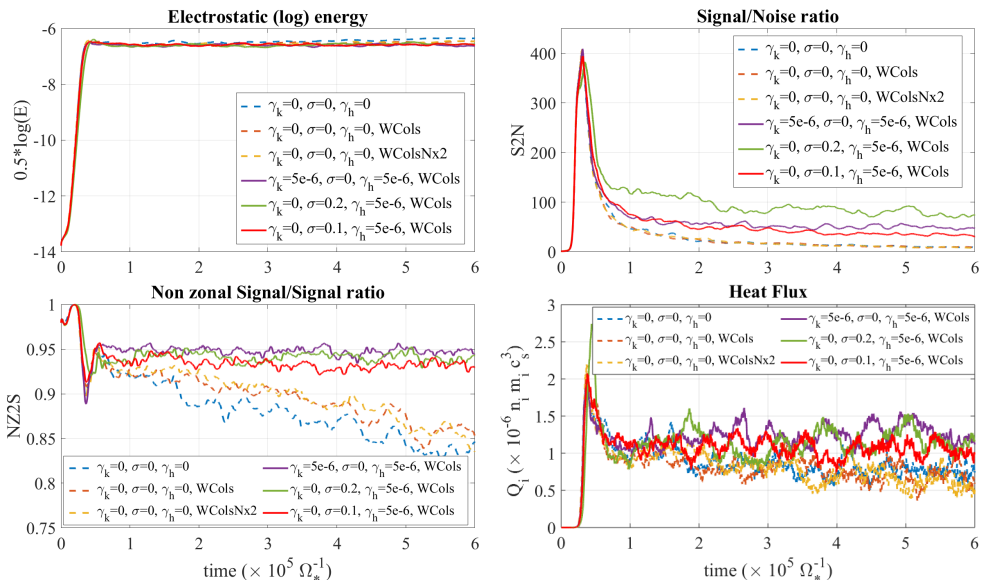 Electrostatic (log) energy
0.5*log(E)
-6
-8
-10
-12
-14
0 1 2 3 4 5 6
γk=0, σ=0, γh=0
γk=0, σ=0, γh=0, WCols
γk=0, σ=0, γh=0, WColsNx2
γk=5e-6, σ=0, γh=5e-6, WCols
γk=0, σ=0.2, γh=5e-6, WCols
γk=0, σ=0.1, γh=5e-6, WCols
Signal/Noise ratio
S2N
400
300
200
100
0
0 1 2 3 4 5 6
γk=0, σ=0, γh=0
γk=0, σ=0, γh=0, WCols
γk=0, σ=0, γh=0, WColsNx2
γk=5e-6, σ=0, γh=5e-6, WCols
γk=0, σ=0.2, γh=5e-6, WCols
γk=0, σ=0.1, γh=5e-6, WCols
Non zonal Signal/Signal ratio
NZ2S
1
0.95
0.9
0.85
0.8
0.75
0 1 2 3 4 5 6
γk=0, σ=0, γh=0 γk=5e-6, σ=0, γh=5e-6, WCols
γk=0, σ=0, γh=0, WCols γk=0, σ=0.2, γh=5e-6, WCols
γk=0, σ=0, γh=0, WColsNx2 γk=0, σ=0.1, γh=5e-6, WCols
time (× 10⁵ Ω*⁻¹)
Heat Flux
Qi (× 10⁻⁶ ni mi cs³)
3
2.5
2
1.5
1
0.5
0
0 1 2 3 4 5 6
γk=0, σ=0, γh=0 γk=5e-6, σ=0, γh=5e-6, WCols
γk=0, σ=0, γh=0, WCols γk=0, σ=0.2, γh=5e-6, WCols
γk=0, σ=0, γh=0, WColsNx2 γk=0, σ=0.1, γh=5e-6, WCols
time (× 10⁵ Ω*⁻¹)